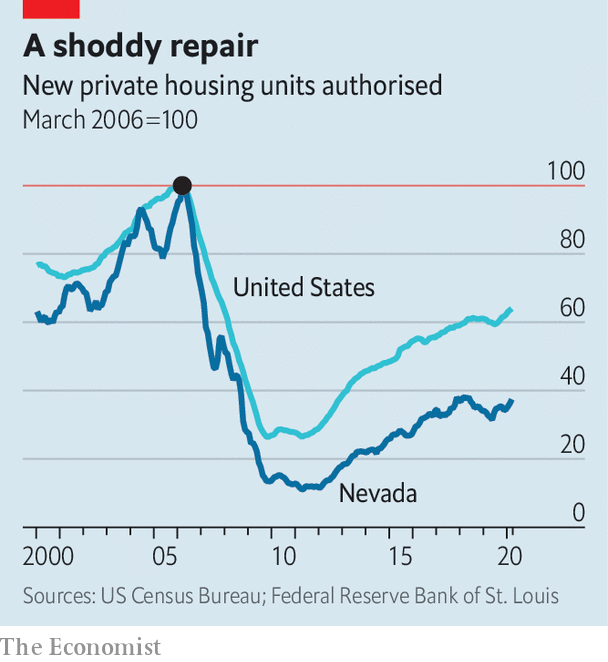 A shoddy repair
New private housing units authorised
March 2006=100
100
80
United States
60
40
20
Nevada
0
2000 05 10 15 20
Sources: US Census Bureau; Federal Reserve Bank of St. Louis
The Economist